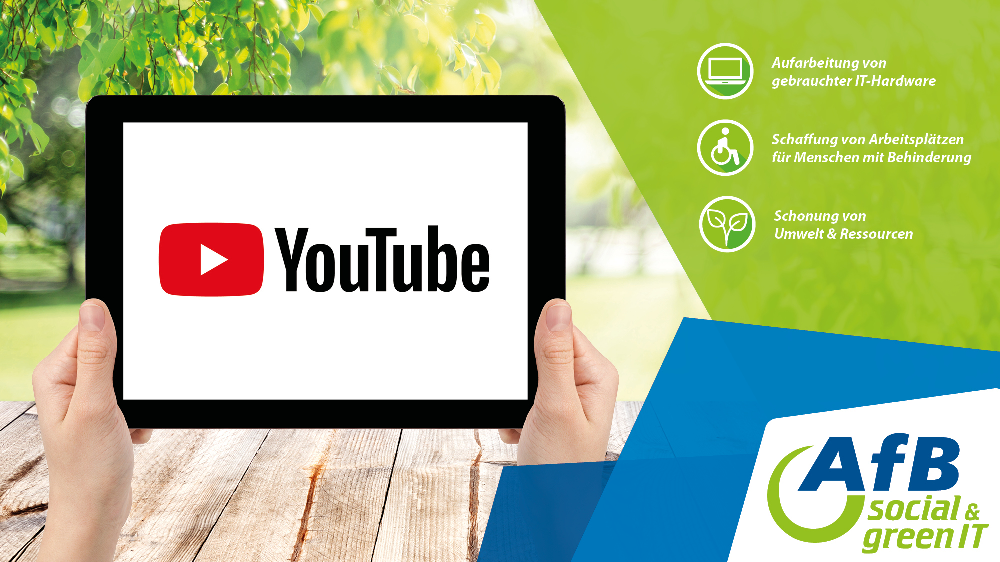 YouTube
Aufarbeitung von
gebrauchter IT-Hardware
Schaffung von Arbeitsplätzen
für Menschen mit Behinderung
Schonung von
Umwelt & Ressourcen
AfB
social &
green IT